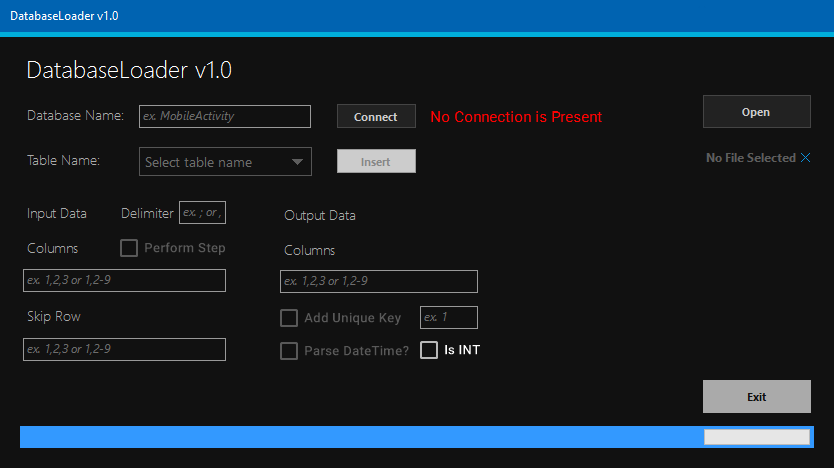 DatabaseLoader v1.0
DatabaseLoader v1.0
Database Name: ex. MobileActivity Connect No Connection is Present Open
Table Name: Select table name Insert No File Selected
Input Data Delimiter ex. ; or , Output Data
Columns Perform Step Columns
ex. 1,2,3 or 1,2-9 ex. 1,2,3 or 1,2-9
Skip Row Add Unique Key ex. 1
ex. 1,2,3 or 1,2-9 Parse DateTime? Is INT
Exit